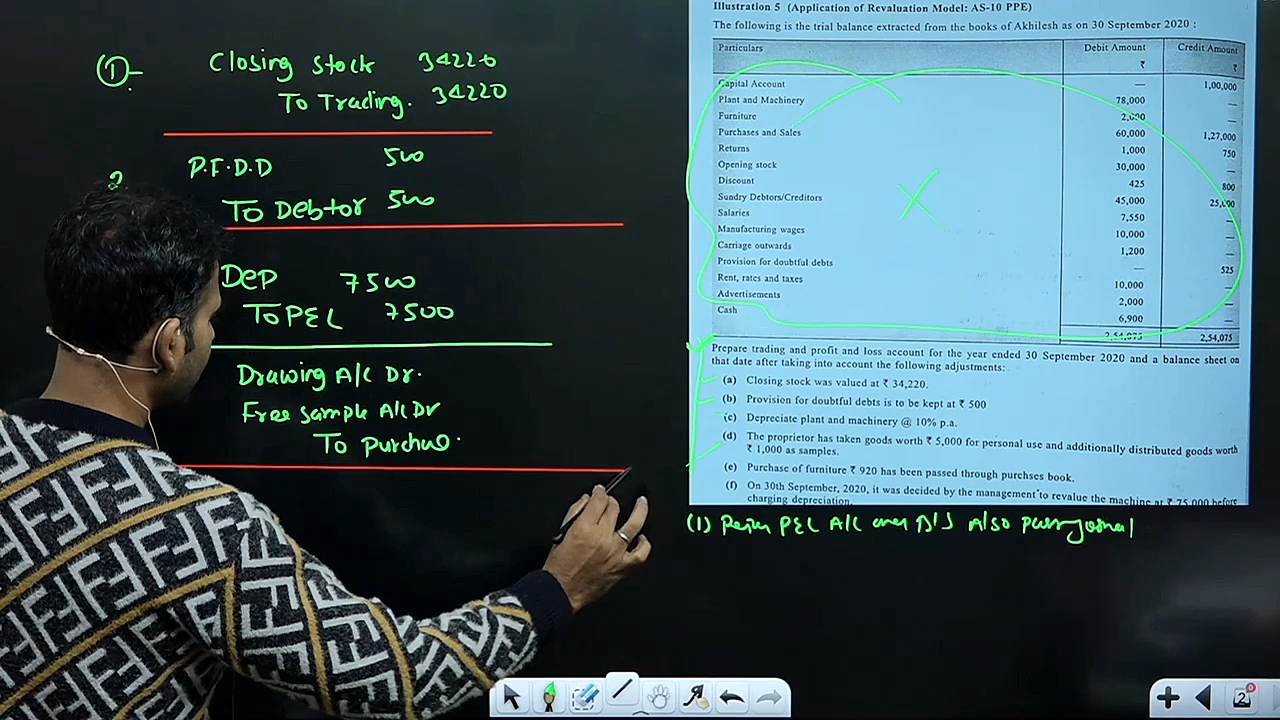 ①-
Closing Stock 34220
To Trading. 34220
2
P.F.D.D 500
To Debtor 500
Dep 7500
To P&L 7500
Drawing A/c Dr.
Free sample A/c Dr
To Purchase
Illustration 5 (Application of Revaluation Model: AS-10 PPE)
The following is the trial balance extracted from the books of Akhilesh as on 30 September 2020 :
Particulars Debit Amount Credit Amount
₹ ₹
Capital Account — 1,00,000
Plant and Machinery 78,000 —
Furniture 2,000 —
Purchases and Sales 60,000 1,27,000
Returns 1,000 750
Opening stock 30,000 —
Discount 425 800
Sundry Debtors/Creditors 45,000 25,000
Salaries 7,550 —
Manufacturing wages 10,000 —
Carriage outwards 1,200 —
Provision for doubtful debts — 525
Rent, rates and taxes 10,000 —
Advertisements 2,000 —
Cash 6,900 —
2,54,075 2,54,075
Prepare trading and profit and loss account for the year ended 30 September 2020 and a balance sheet on
that date after taking into account the following adjustments:
(a) Closing stock was valued at ₹ 34,220.
(b) Provision for doubtful debts is to be kept at ₹ 500
(c) Depreciate plant and machinery @ 10% p.a.
(d) The proprietor has taken goods worth ₹ 5,000 for personal use and additionally distributed goods worth
₹ 1,000 as samples.
(e) Purchase of furniture ₹ 920 has been passed through purchses book.
(f) On 30th September, 2020, it was decided by the management to revalue the machine at ₹ 75,000 before
charging depreciation.
(1) P&L A/c and B/S Also pass journal
2